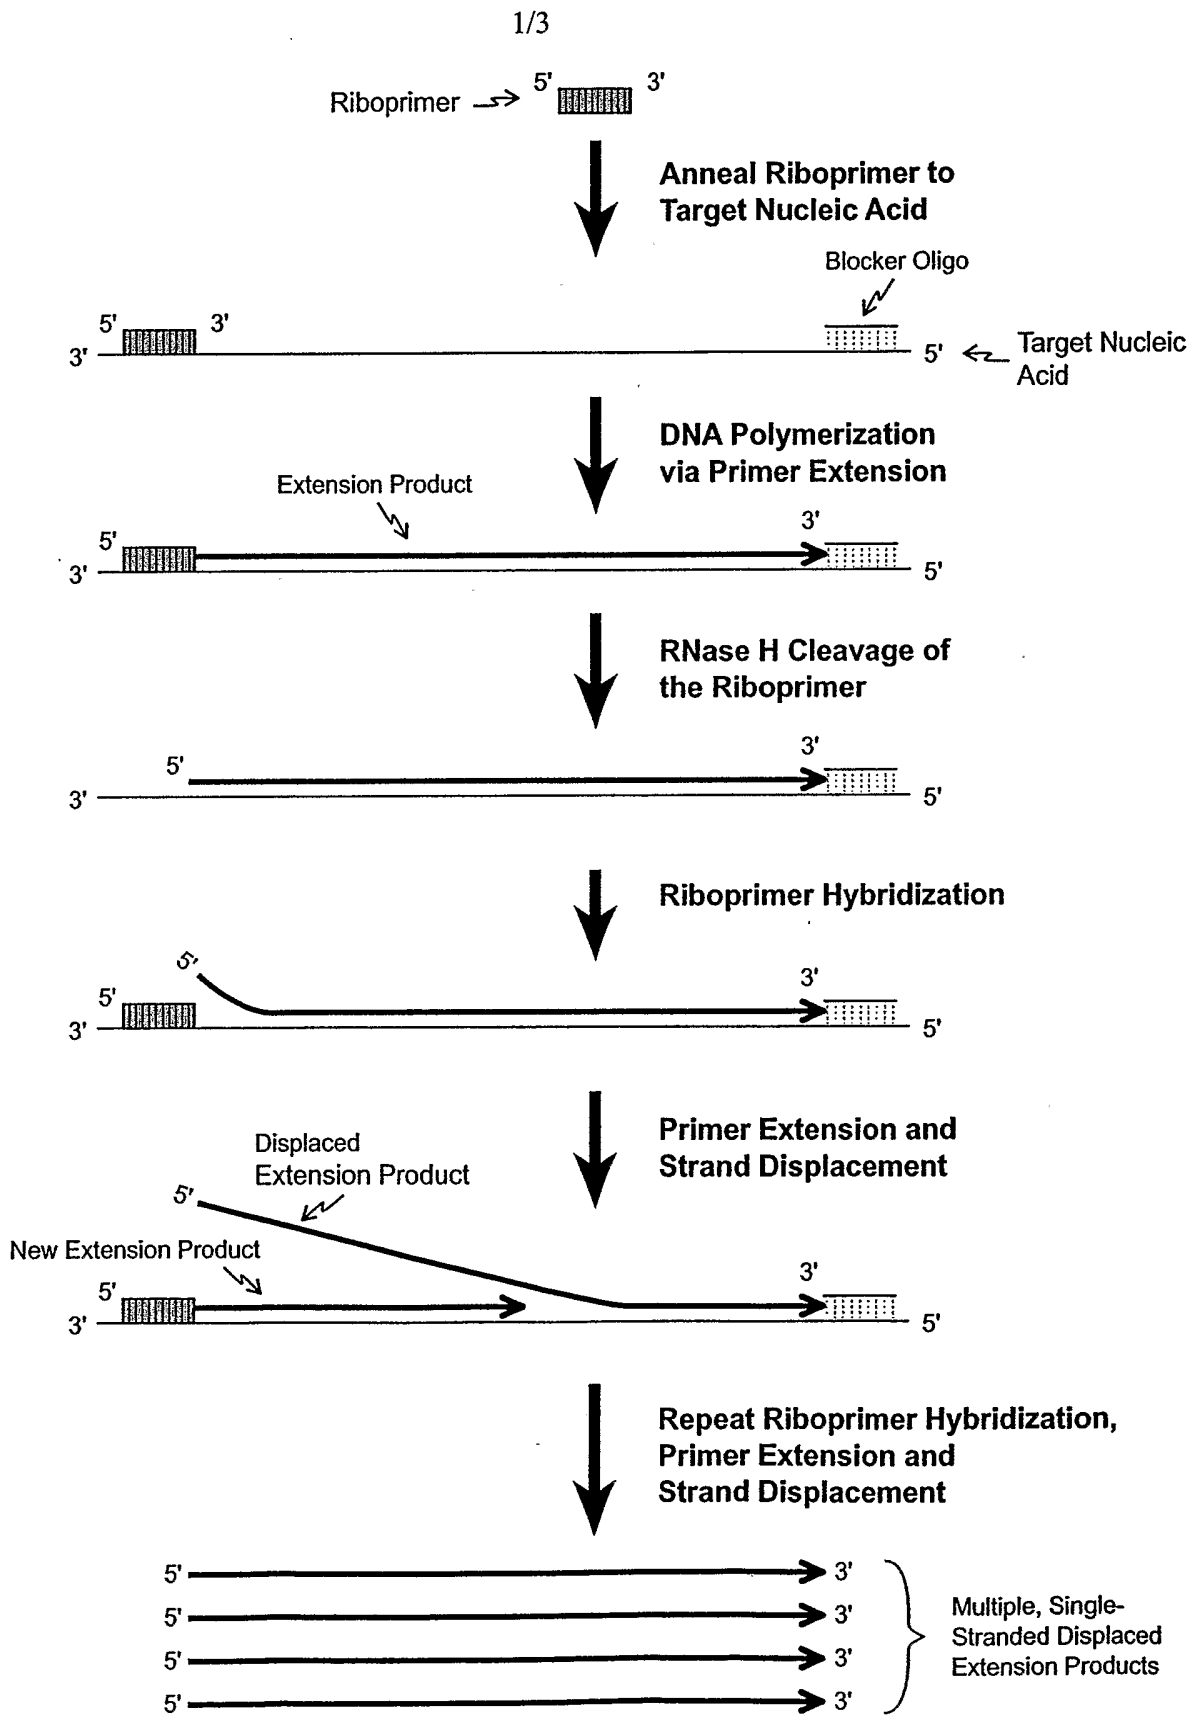 1/3
5' 3'
Riboprimer
Anneal Riboprimer to
Target Nucleic Acid
Blocker Oligo
5' 3'
3' 5'
Target Nucleic
Acid
DNA Polymerization
via Primer Extension
Extension Product
3'
5'
3' 5'
RNase H Cleavage of
the Riboprimer
3'
5'
3' 5'
Riboprimer Hybridization
5'
3'
5'
3' 5'
Primer Extension and
Strand Displacement
Displaced
Extension Product
5'
New Extension Product
3'
5'
3' 5'
Repeat Riboprimer Hybridization,
Primer Extension and
Strand Displacement
5' 3'
5' 3'
5' 3'
5' 3'
Multiple, Single-
Stranded Displaced
Extension Products